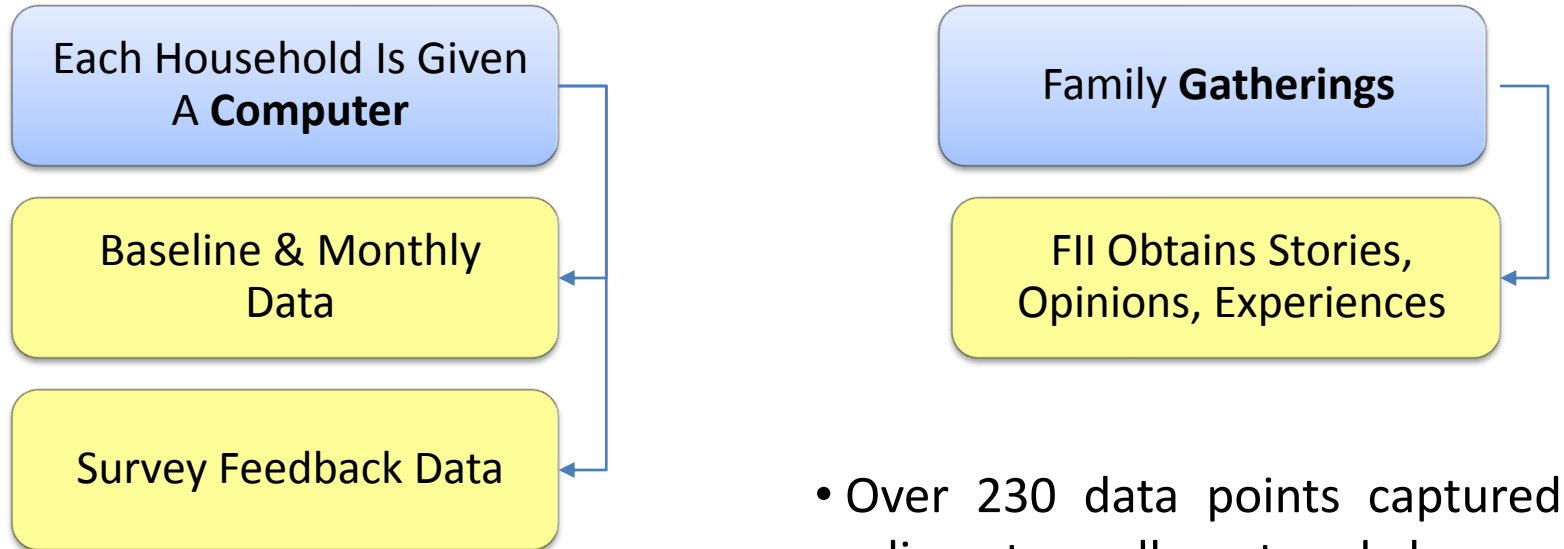 Each Household Is Given
A Computer
Baseline & Monthly
Data
Survey Feedback Data
Family Gatherings
FII Obtains Stories,
Opinions, Experiences
• Over 230 data points captured